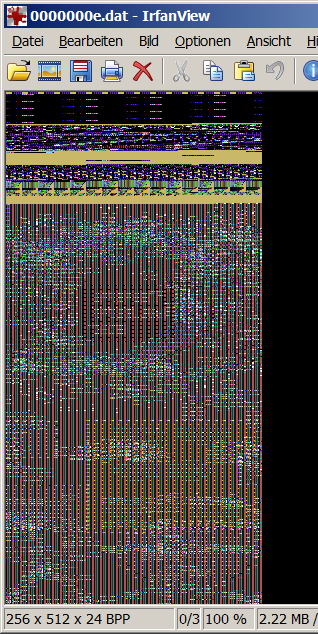 0000000e.dat - IrfanView
Datei Bearbeiten Bild Optionen Ansicht Hi
256 x 512 x 24 BPP 0/3 100 % 2.22 MB /